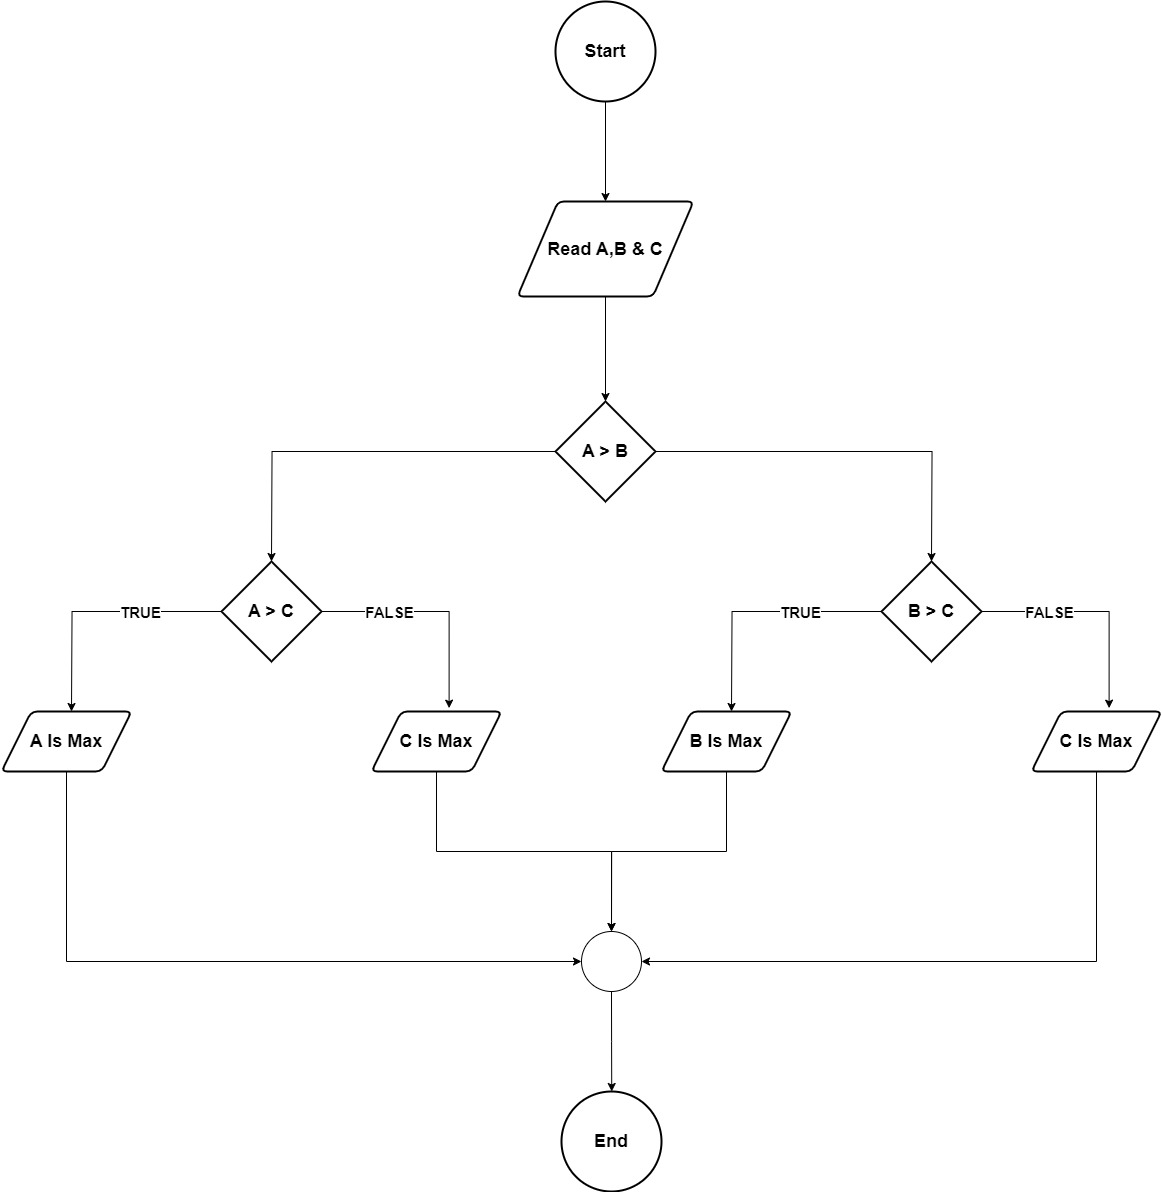 Start
Read A,B & C
A > B
A > C
B > C
TRUE
FALSE
TRUE
FALSE
A Is Max
C Is Max
B Is Max
C Is Max
End